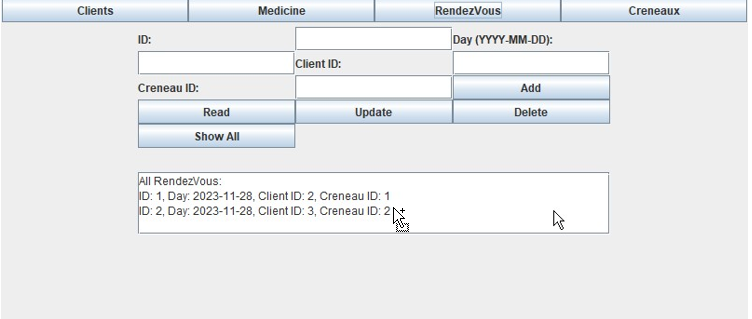 Clients Medicine RendezVous Creneaux
ID: Day (YYYY-MM-DD):
Client ID:
Creneau ID: Add
Read Update Delete
Show All
All RendezVous:
ID: 1, Day: 2023-11-28, Client ID: 2, Creneau ID: 1
ID: 2, Day: 2023-11-28, Client ID: 3, Creneau ID: 2